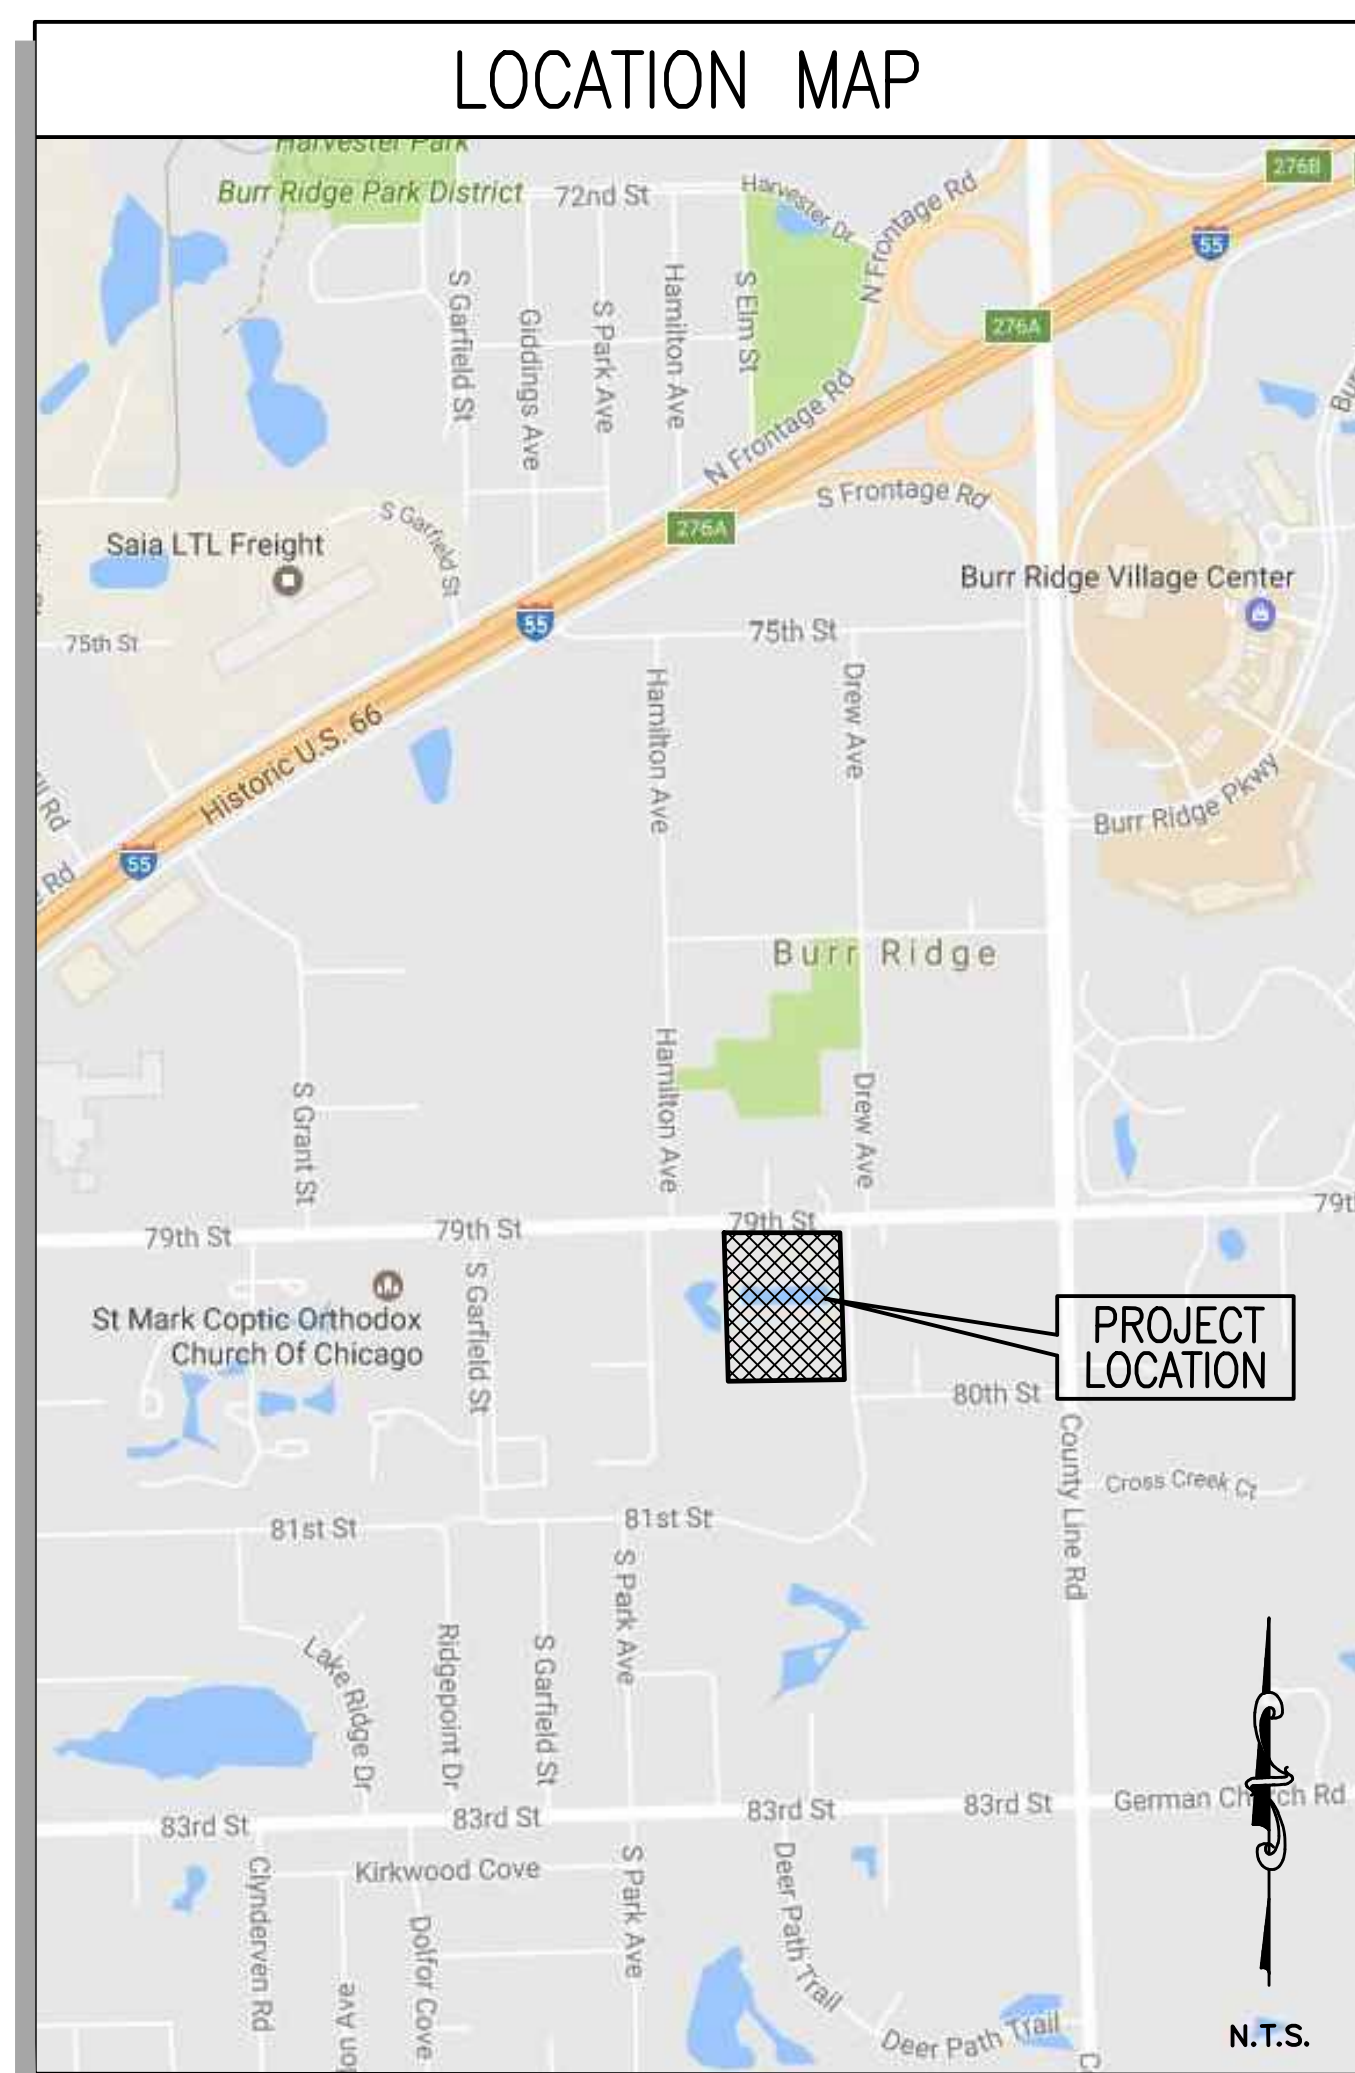 LOCATION MAP
Harvester Park
Burr Ridge Park District
72nd St
Harvester Dr
N Frontage Rd
276B
55
S Garfield St
Giddings Ave
S Park Ave
Hamilton Ave
S Elm St
276A
N Frontage Rd
S Frontage Rd
276A
S Garfield St
Saia LTL Freight
Burr Ridge Village Center
55
75th St
75th St
Hamilton Ave
Drew Ave
Historic U.S. 66
Burr Ridge Pkwy
Rd
55
Rd
Burr Ridge
Hamilton Ave
Drew Ave
S Grant St
79th St
79th St
79th St
79t
St Mark Coptic Orthodox
Church Of Chicago
S Garfield St
PROJECT
LOCATION
80th St
County Line Rd
Cross Creek Ct
81st St
81st St
S Park Ave
Lake Ridge Dr
Ridgepoint Dr
S Garfield St
83rd St
83rd St
83rd St
83rd St
German Church Rd
Kirkwood Cove
Clynderven Rd
Dolfor Cove
on Ave
S Park Ave
Deer Path Trail
Deer Path Trail
N.T.S.